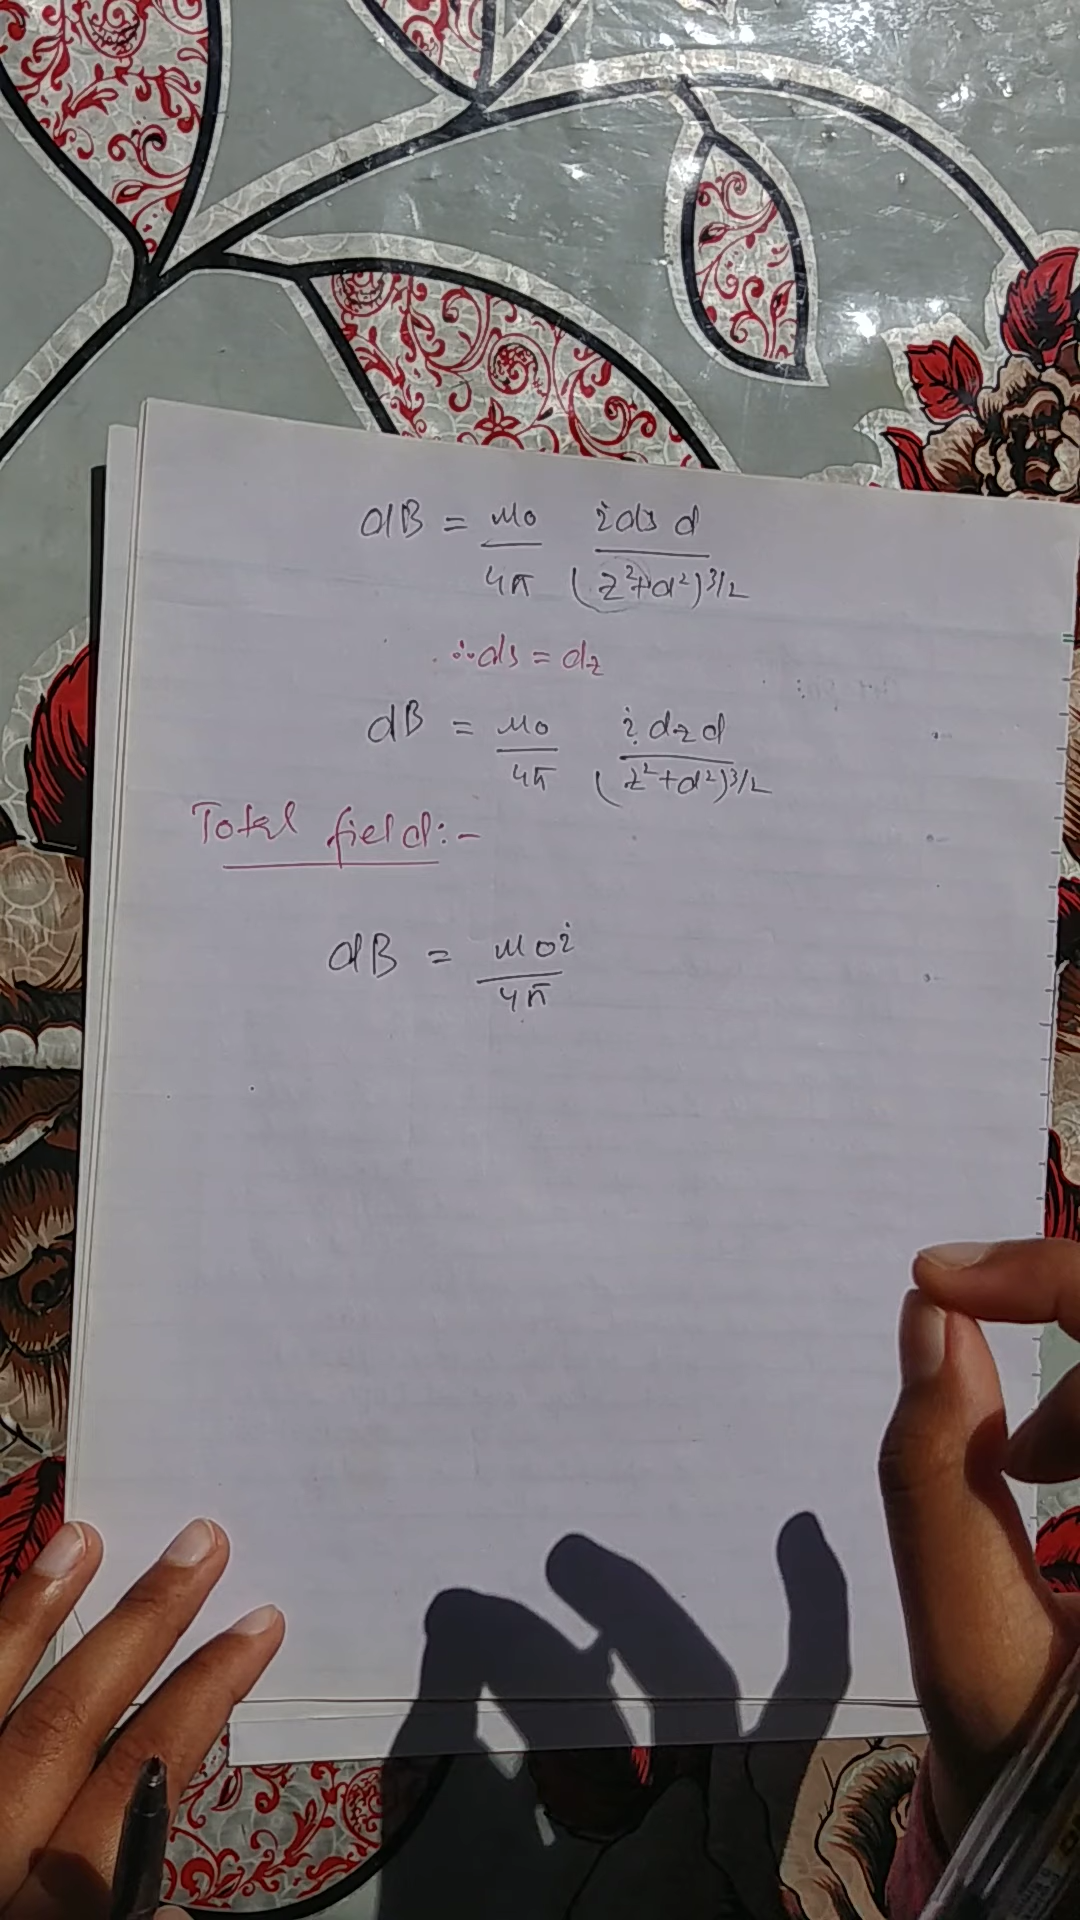 dB = μ₀/4π i ds d/(z²+d²)^3/2
∴ ds = dz
dB = μ₀/4π i dz d/(z²+d²)^3/2
Total field:-
dB = μ₀i/4π